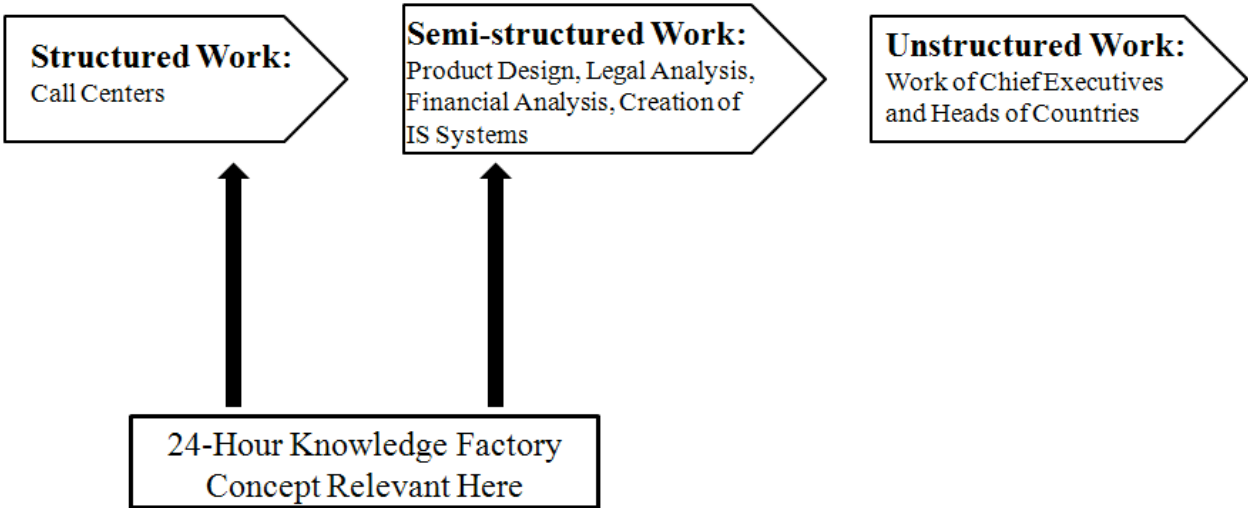 Structured Work:
Call Centers
Semi-structured Work:
Product Design, Legal Analysis,
Financial Analysis, Creation of
IS Systems
Unstructured Work:
Work of Chief Executives
and Heads of Countries
24-Hour Knowledge Factory
Concept Relevant Here